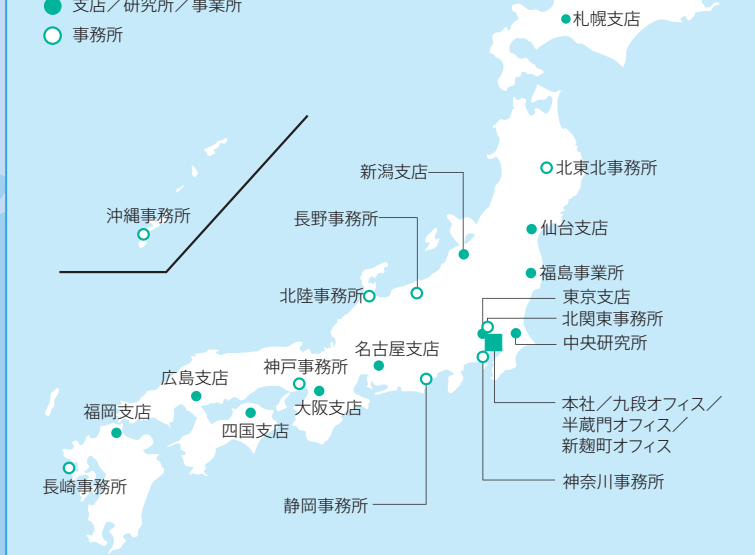 支店／研究所／事業所
事務所
札幌支店
北東北事務所
新潟支店
沖縄事務所
長野事務所
仙台支店
福島事業所
北陸事務所
東京支店
北関東事務所
中央研究所
名古屋支店
神戸事務所
広島支店
大阪支店
福岡支店
四国支店
本社／九段オフィス／
半蔵門オフィス／
新麹町オフィス
長崎事務所
神奈川事務所
静岡事務所